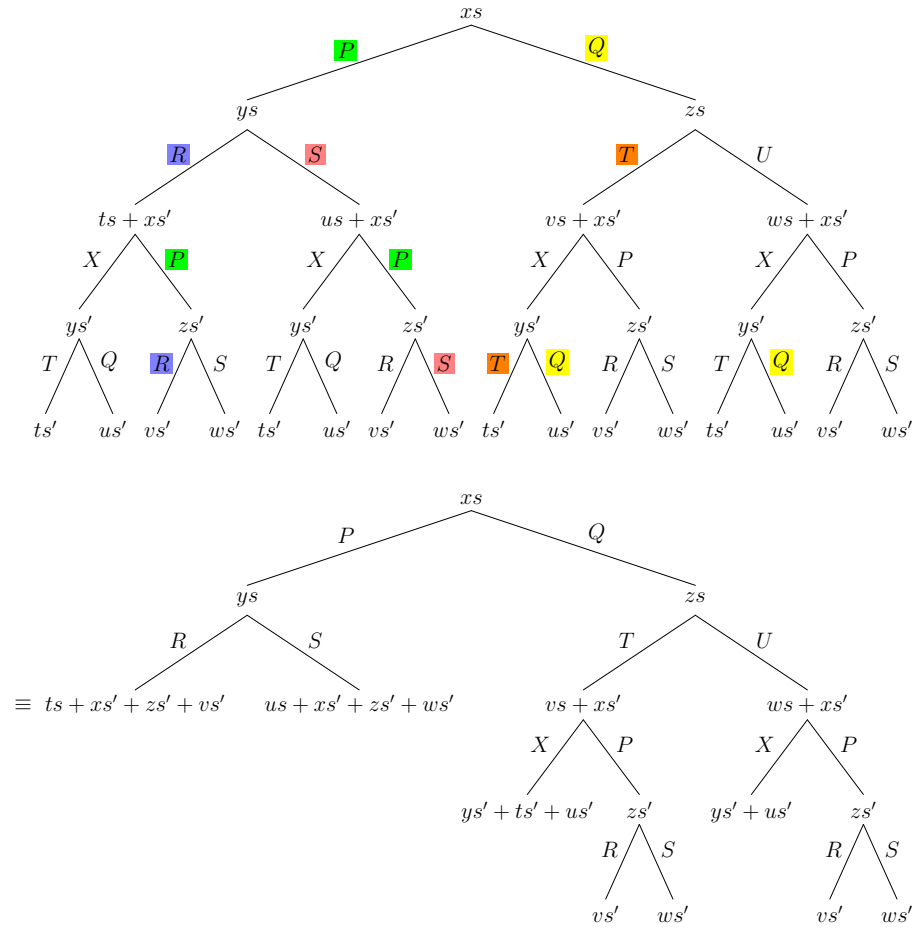 xs
P Q
ys zs
R S T U
ts + xs′ us + xs′ vs + xs′ ws + xs′
X P X P X P X P
ys′ zs′ ys′ zs′ ys′ zs′ ys′ zs′
T Q R S T Q R S T Q R S T Q R S
ts′ us′ vs′ ws′ ts′ us′ vs′ ws′ ts′ us′ vs′ ws′ ts′ us′ vs′ ws′
xs
P Q
ys zs
R S T U
≡ ts + xs′ + zs′ + vs′ us + xs′ + zs′ + ws′ vs + xs′ ws + xs′
X P X P
ys′ + ts′ + us′ zs′ ys′ + us′ zs′
R S R S
vs′ ws′ vs′ ws′